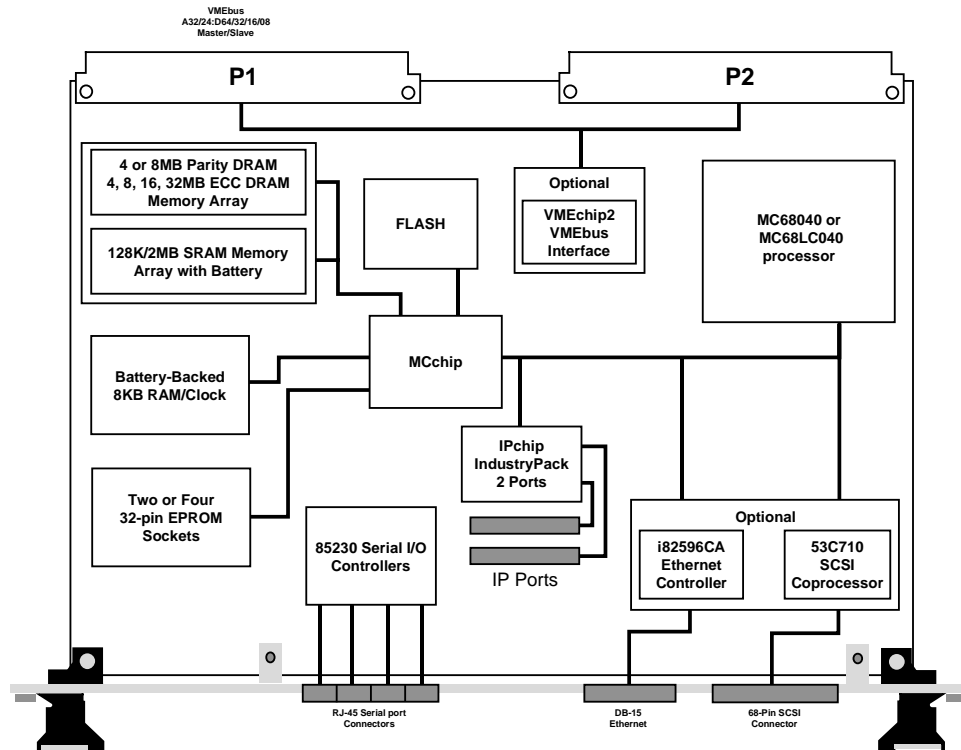 VMEbus
A32/24:D64/32/16/08
Master/Slave
P1
P2
4 or 8MB Parity DRAM
4, 8, 16, 32MB ECC DRAM
Memory Array
128K/2MB SRAM Memory
Array with Battery
FLASH
Optional
VMEchip2
VMEbus
Interface
MC68040 or
MC68LC040
processor
MCchip
Battery-Backed
8KB RAM/Clock
IPchip
IndustryPack
2 Ports
Two or Four
32-pin EPROM
Sockets
85230 Serial I/O
Controllers
IP Ports
Optional
i82596CA
Ethernet
Controller
53C710
SCSI
Coprocessor
RJ-45 Serial port
Connectors
DB-15
Ethernet
68-Pin SCSI
Connector